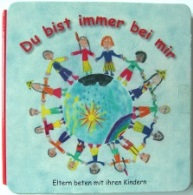 Du bist immer bei mir
Eltern beten mit ihren Kindern